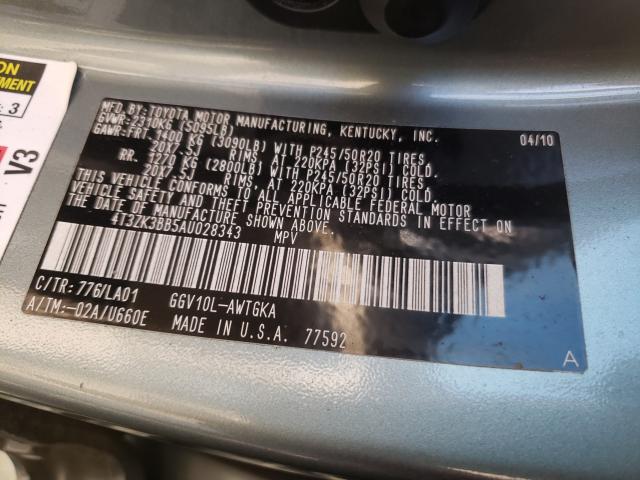 ON
EMENT
3
V3
MFD.BY: TOYOTA MOTOR MANUFACTURING, KENTUCKY, INC.
GVWR: 2310KG (5095LB) 04/10
GAWR: FRT. 1400 KG (3090LB) WITH P245/50R20 TIRES,
20X7.5J RIMS, AT 220KPA (32PSI) COLD.
RR. 1270 KG (2800LB) WITH P245/50R20 TIRES,
20X7.5J RIMS, AT 220KPA (32PSI) COLD.
THIS VEHICLE CONFORMS TO ALL APPLICABLE FEDERAL MOTOR
VEHICLE SAFETY AND THEFT PREVENTION STANDARDS IN EFFECT ON
THE DATE OF MANUFACTURE SHOWN ABOVE.
4T3ZK3BB5AU028343 MPV
C/TR: 776/LA01 GGV10L-AWTGKA
A/TM:-02A/U660E MADE IN U.S.A. 77592 A